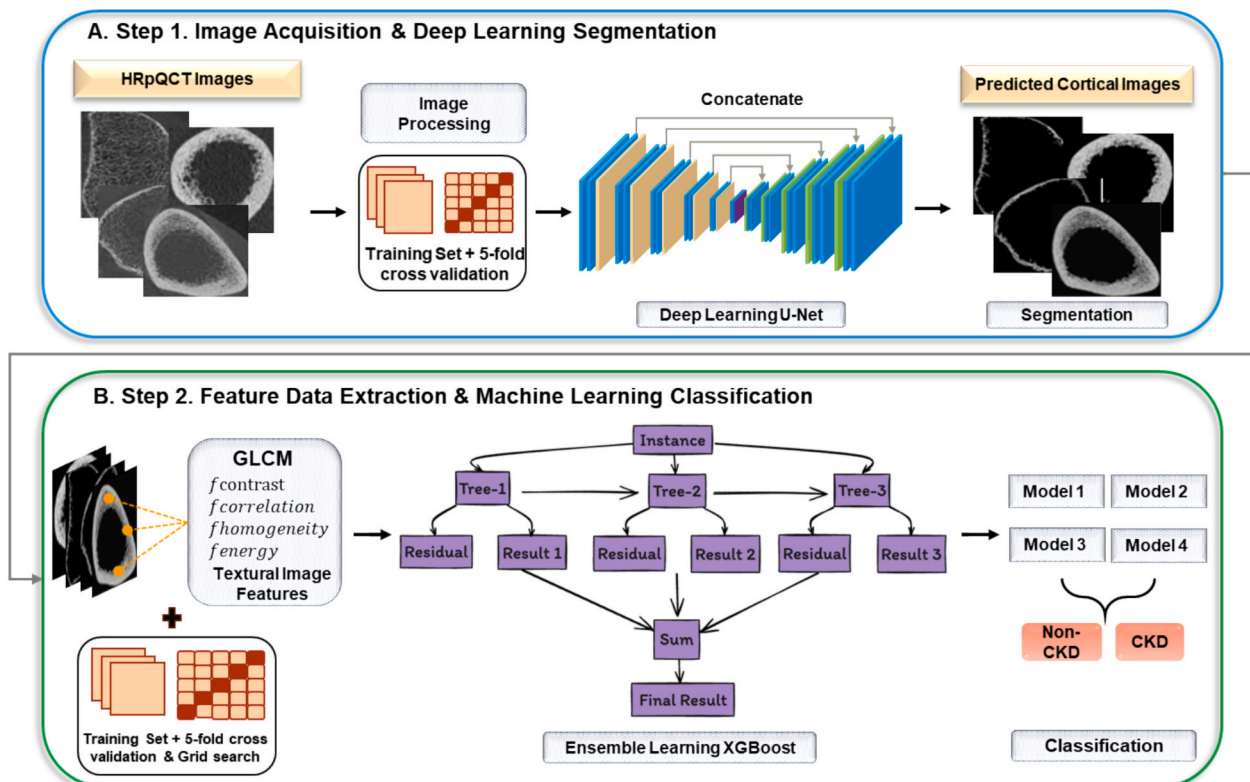 A. Step 1. Image Acquisition & Deep Learning Segmentation
HRpQCT Images
Image
Processing
Training Set + 5-fold
cross validation
Concatenate
Deep Learning U-Net
Predicted Cortical Images
Segmentation
B. Step 2. Feature Data Extraction & Machine Learning Classification
GLCM
fcontrast
fcorrelation
fhomogeneity
fenergy
Textural Image
Features
+
Training Set + 5-fold cross
validation & Grid search
Instance
Tree-1
Tree-2
Tree-3
Residual
Result 1
Residual
Result 2
Residual
Result 3
Sum
Final Result
Ensemble Learning XGBoost
Model 1
Model 2
Model 3
Model 4
Non-
CKD
CKD
Classification